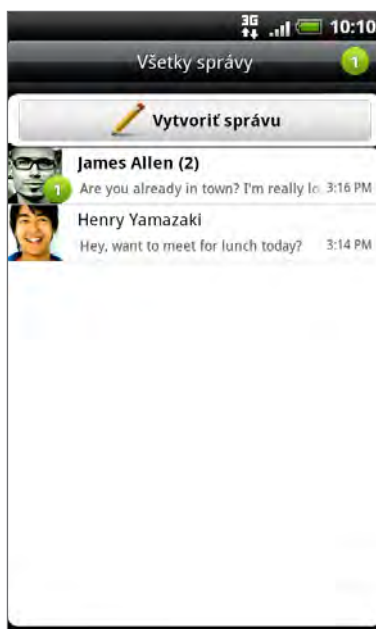 3G 10:10
Všetky správy 1
Vytvoriť správu
James Allen (2)
1 Are you already in town? I'm really lo 3:16 PM
Henry Yamazaki
Hey, want to meet for lunch today? 3:14 PM